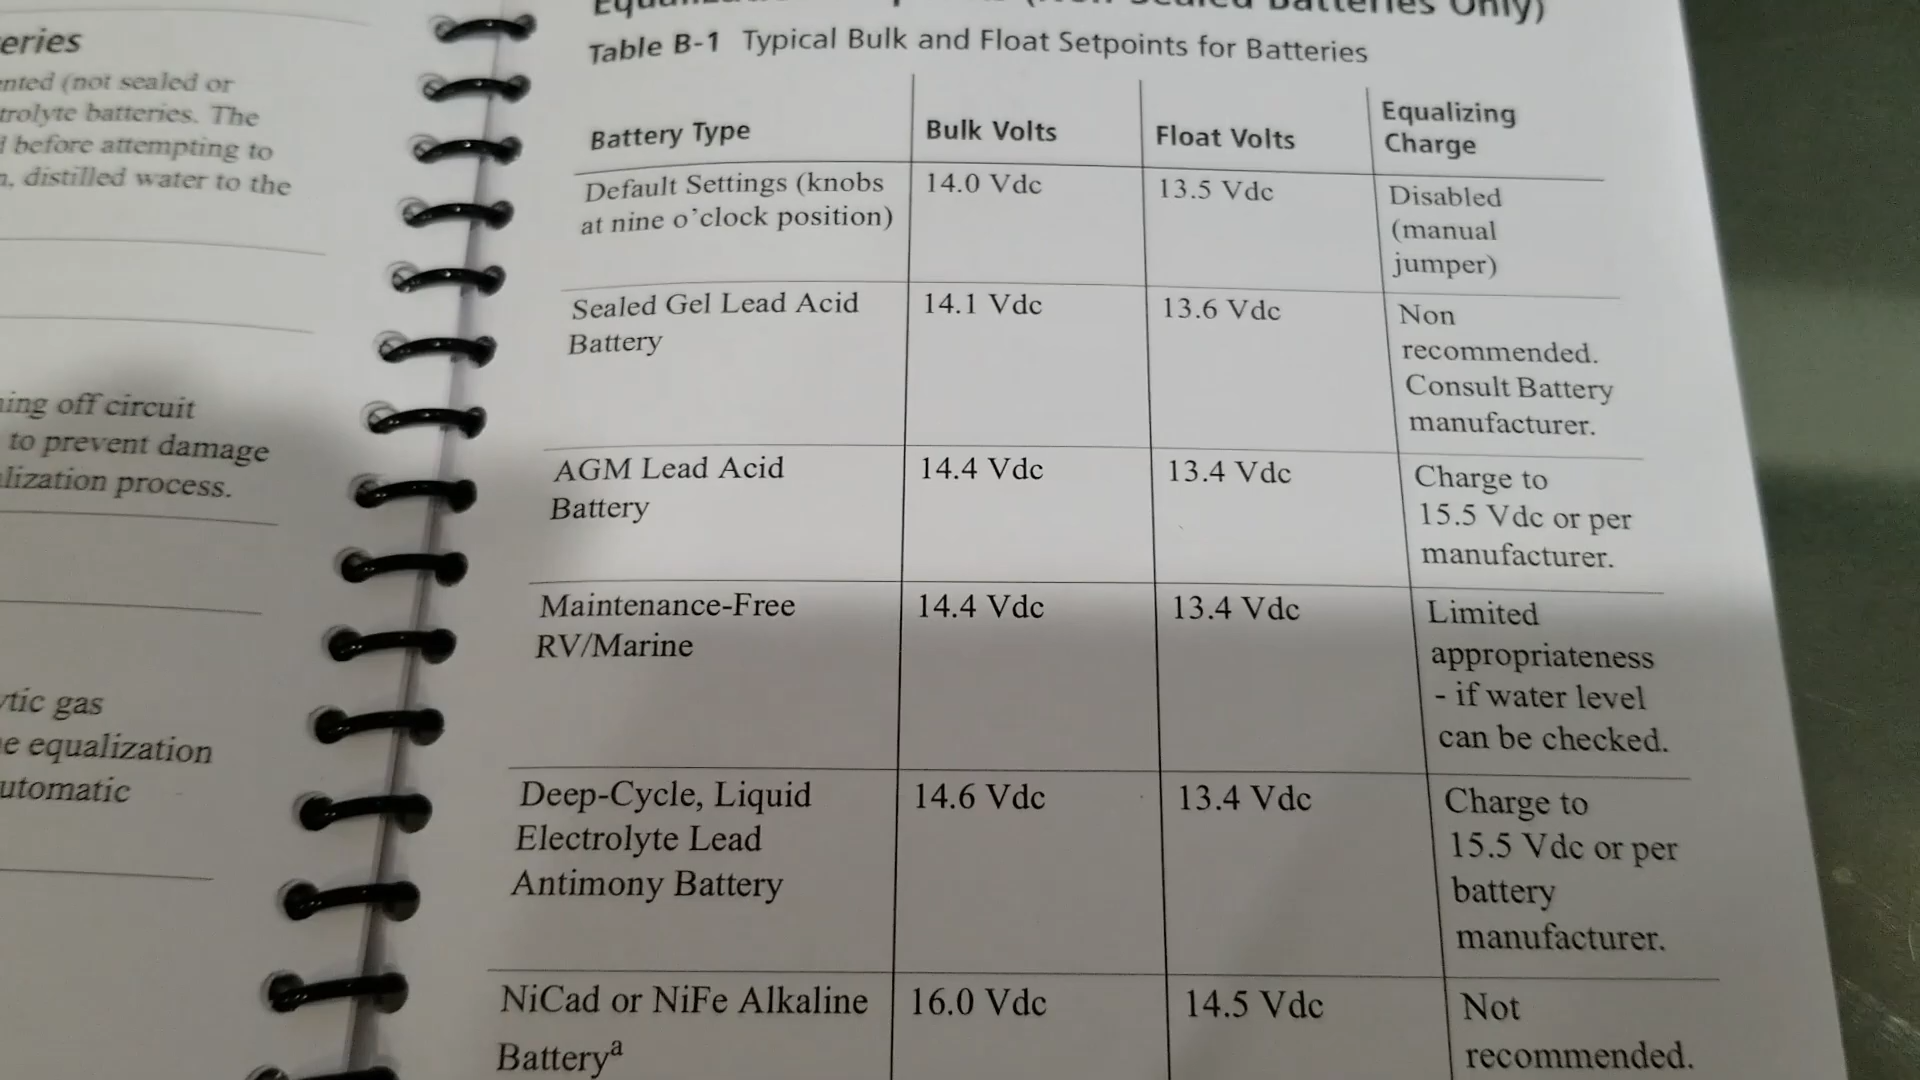 eries
nted (not sealed or
trolyte batteries. The
before attempting to
, distilled water to the
ing off circuit
to prevent damage
lization process.
tic gas
e equalization
utomatic
Batteries Only)
Table B-1 Typical Bulk and Float Setpoints for Batteries
Battery Type
Bulk Volts
Float Volts
Equalizing
Charge
Default Settings (knobs
at nine o'clock position)
14.0 Vdc
13.5 Vdc
Disabled
(manual
jumper)
Sealed Gel Lead Acid
Battery
14.1 Vdc
13.6 Vdc
Non
recommended.
Consult Battery
manufacturer.
AGM Lead Acid
Battery
14.4 Vdc
13.4 Vdc
Charge to
15.5 Vdc or per
manufacturer.
Maintenance-Free
RV/Marine
14.4 Vdc
13.4 Vdc
Limited
appropriateness
- if water level
can be checked.
Deep-Cycle, Liquid
Electrolyte Lead
Antimony Battery
14.6 Vdc
13.4 Vdc
Charge to
15.5 Vdc or per
battery
manufacturer.
NiCad or NiFe Alkaline
Batteryᵃ
16.0 Vdc
14.5 Vdc
Not
recommended.